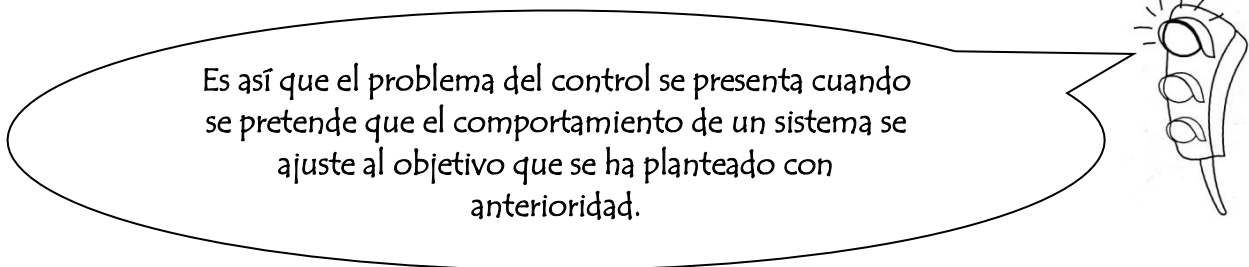 Es así que el problema del control se presenta cuando
se pretende que el comportamiento de un sistema se
ajuste al objetivo que se ha planteado con
anterioridad.